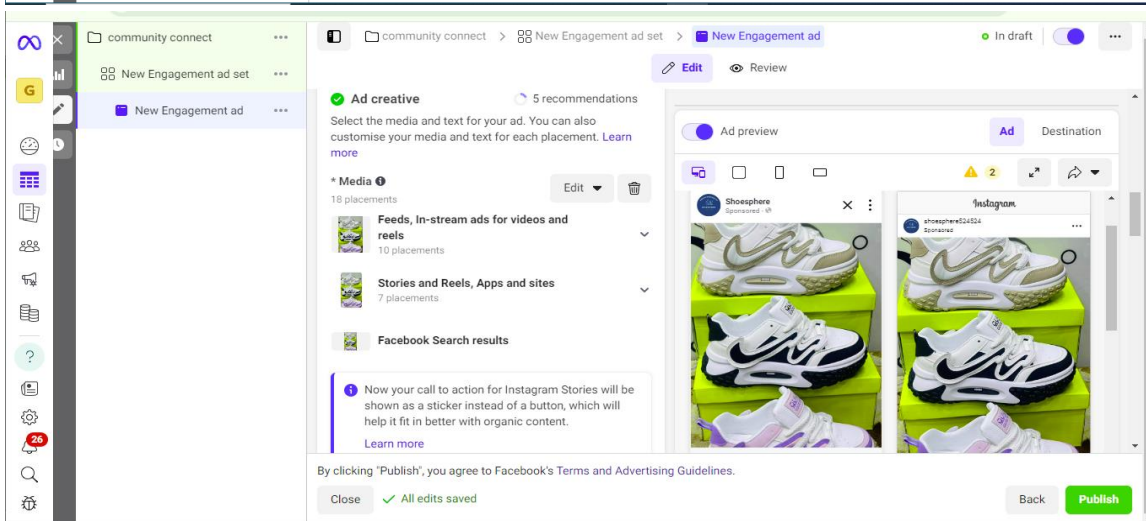 community connect
New Engagement ad set
New Engagement ad
G
26
community connect > New Engagement ad set > New Engagement ad
In draft
Edit
Review
Ad creative
5 recommendations
Select the media and text for your ad. You can also
customise your media and text for each placement. Learn
more
* Media
18 placements
Edit
Feeds, In-stream ads for videos and
reels
10 placements
Stories and Reels, Apps and sites
7 placements
Facebook Search results
Now your call to action for Instagram Stories will be
shown as a sticker instead of a button, which will
help it fit in better with organic content.
Learn more
Ad preview
Ad
Destination
2
Shoesphere
Sponsored
Instagram
shoesphere524524
Sponsored
By clicking "Publish", you agree to Facebook's Terms and Advertising Guidelines.
Close
All edits saved
Back
Publish